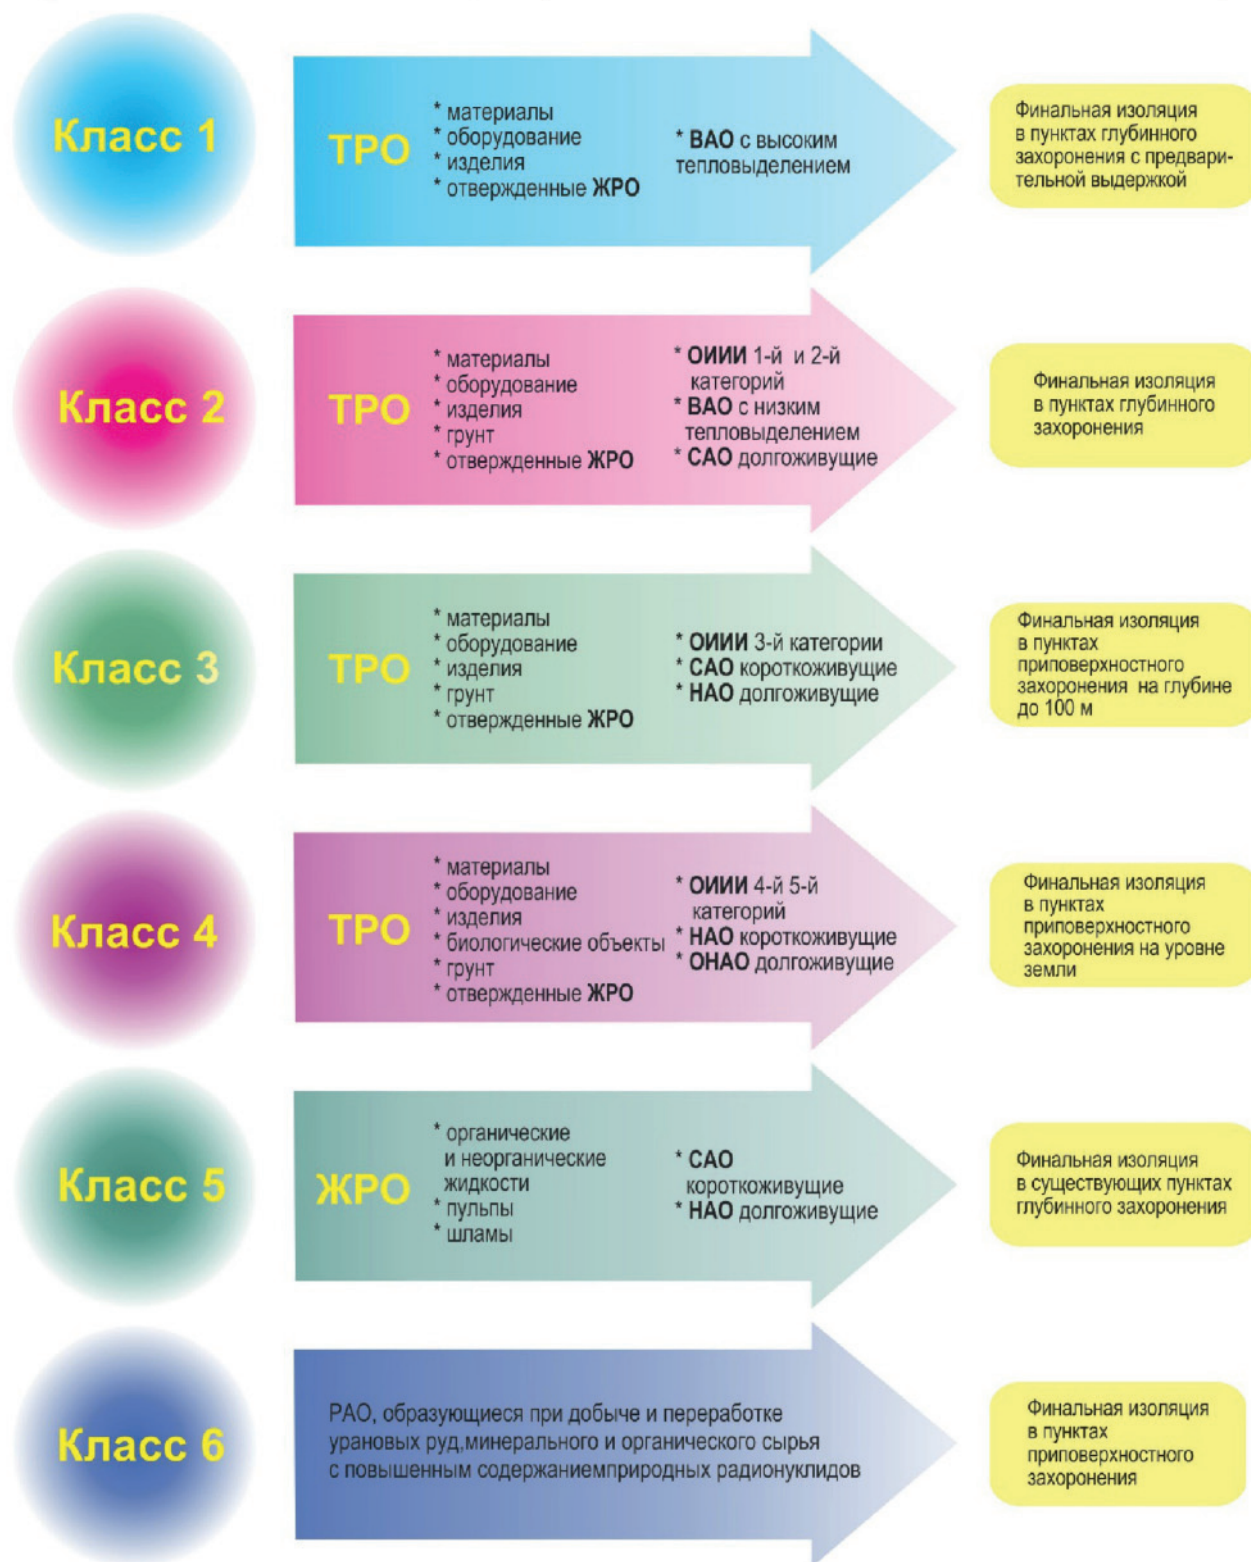 Класс 1
ТРО
* материалы
* оборудование
* изделия
* отвержденные ЖРО
* ВАО с высоким
тепловыделением
Финальная изоляция
в пунктах глубинного
захоронения с предвари-
тельной выдержкой
Класс 2
ТРО
* материалы
* оборудование
* изделия
* грунт
* отвержденные ЖРО
* ОИИИ 1-й и 2-й
категорий
* ВАО с низким
тепловыделением
* САО долгоживущие
Финальная изоляция
в пунктах глубинного
захоронения
Класс 3
ТРО
* материалы
* оборудование
* изделия
* грунт
* отвержденные ЖРО
* ОИИИ 3-й категории
* САО короткоживущие
* НАО долгоживущие
Финальная изоляция
в пунктах
приповерхностного
захоронения на глубине
до 100 м
Класс 4
ТРО
* материалы
* оборудование
* изделия
* биологические объекты
* грунт
* отвержденные ЖРО
* ОИИИ 4-й 5-й
категорий
* НАО короткоживущие
* ОНАО долгоживущие
Финальная изоляция
в пунктах
приповерхностного
захоронения на уровне
земли
Класс 5
ЖРО
* органические
и неорганические
жидкости
* пульпы
* шламы
* САО
короткоживущие
* НАО долгоживущие
Финальная изоляция
в существующих пунктах
глубинного захоронения
Класс 6
РАО, образующиеся при добыче и переработке
урановых руд,минерального и органического сырья
с повышенным содержаниемприродных радионуклидов
Финальная изоляция
в пунктах
приповерхностного
захоронения